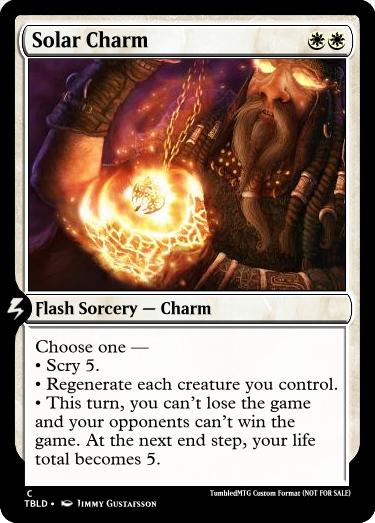 Solar Charm
Flash Sorcery — Charm
Choose one —
• Scry 5.
• Regenerate each creature you control.
• This turn, you can't lose the game
and your opponents can't win the
game. At the next end step, your life
total becomes 5.
C
TBLD • Jimmy Gustafsson
TumbledMTG Custom Format (NOT FOR SALE)